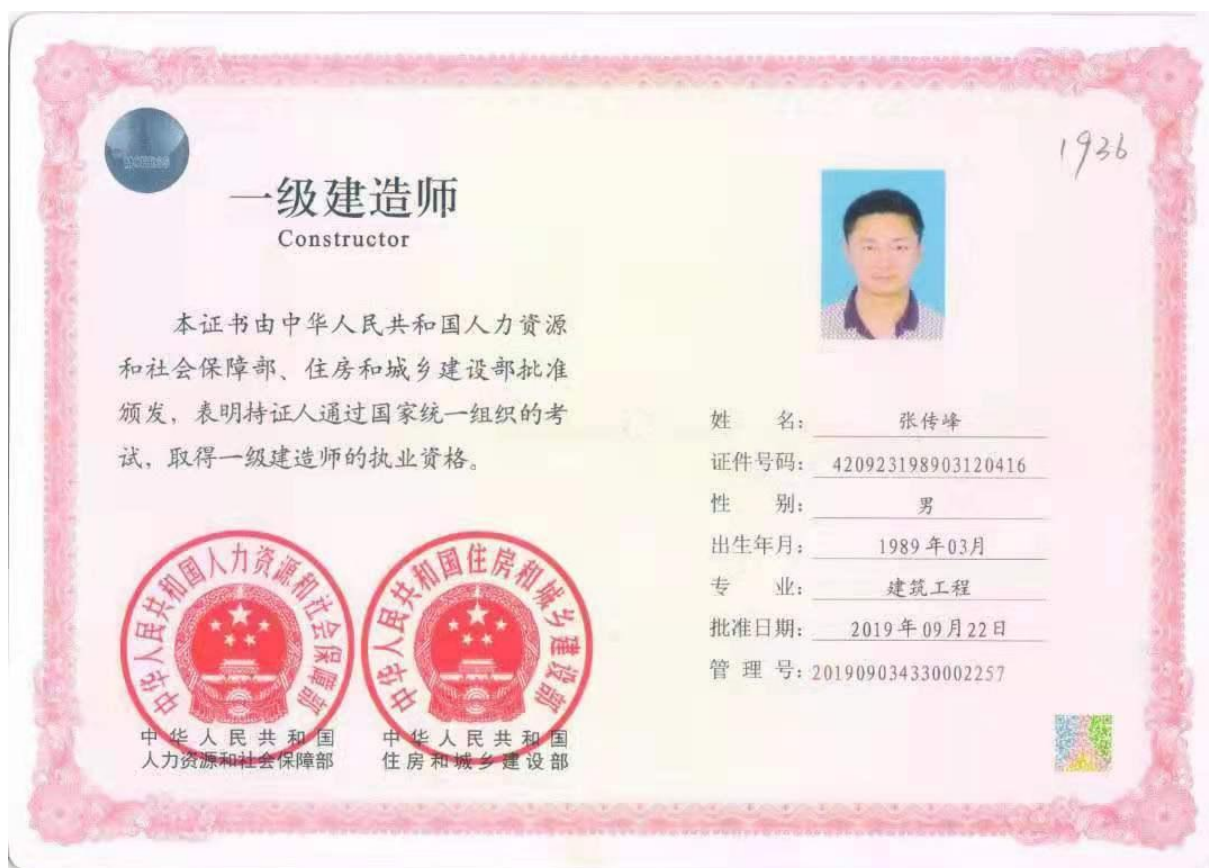 1936
一级建造师
Constructor
本证书由中华人民共和国人力资源
和社会保障部、住房和城乡建设部批准
颁发，表明持证人通过国家统一组织的考
试，取得一级建造师的执业资格。
姓 名： 张传峰
证件号码： 420923198903120416
性 别： 男
出生年月： 1989年03月
专 业： 建筑工程
批准日期： 2019年09月22日
管 理 号：201909034330002257
中华人民共和国人力资源和社会保障部
中华人民共和国住房和城乡建设部
中华人民共和国
人力资源和社会保障部
中华人民共和国
住房和城乡建设部